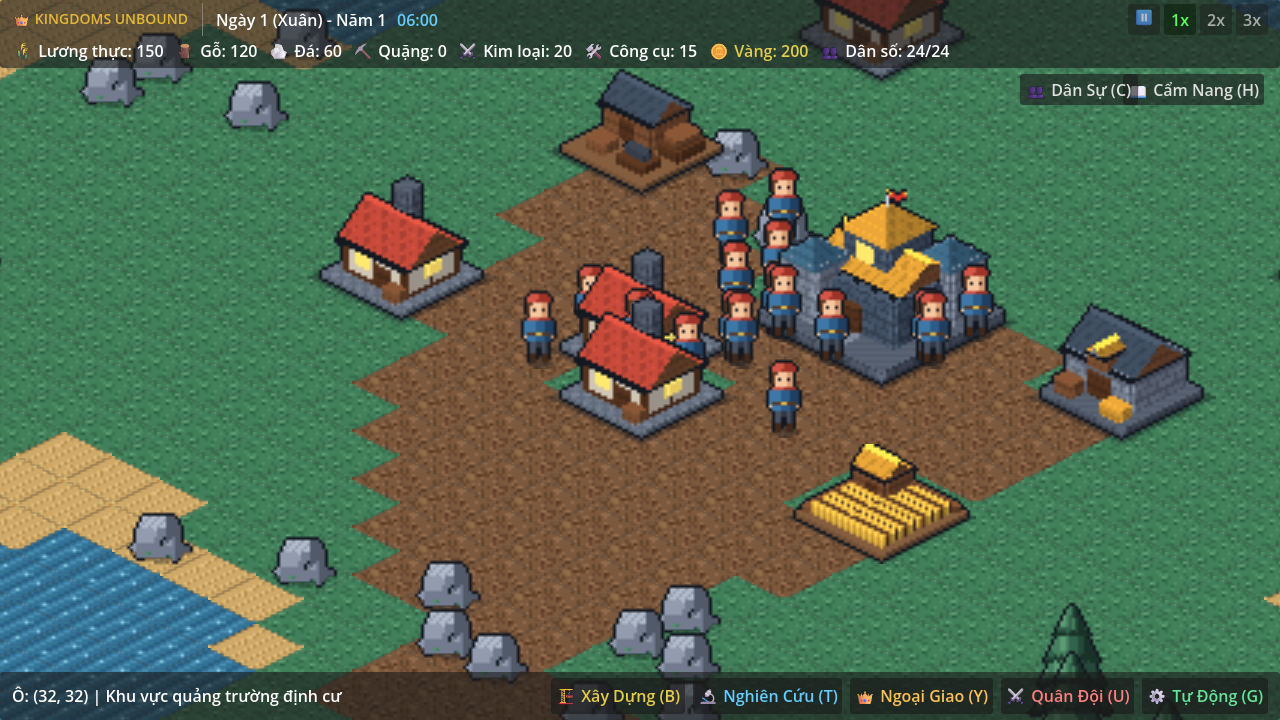 KINGDOMS UNBOUND Ngày 1 (Xuân) - Năm 1 06:00 1x 2x 3x
Lương thực: 150 Gỗ: 120 Đá: 60 Quặng: 0 Kim loại: 20 Công cụ: 15 Vàng: 200 Dân số: 24/24
Dân Sự (C) Cẩm Nang (H)
Ô: (32, 32) | Khu vực quảng trường định cư Xây Dựng (B) Nghiên Cứu (T) Ngoại Giao (Y) Quân Đội (U) Tự Động (G)